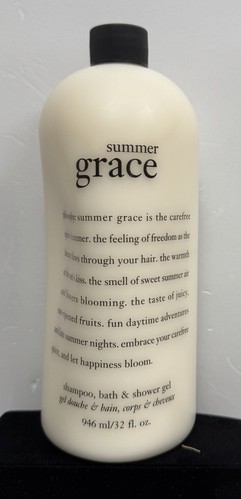 summer
grace
summer grace is the carefree
summer. the feeling of freedom as the
through your hair. the warmth
kiss. the smell of sweet summer air
blooming. the taste of juicy,
fruits. fun daytime adventures
summer nights. embrace your carefree
and let happiness bloom.
shampoo, bath & shower gel
gel douche & bain, corps & cheveux
946 ml/32 fl. oz.